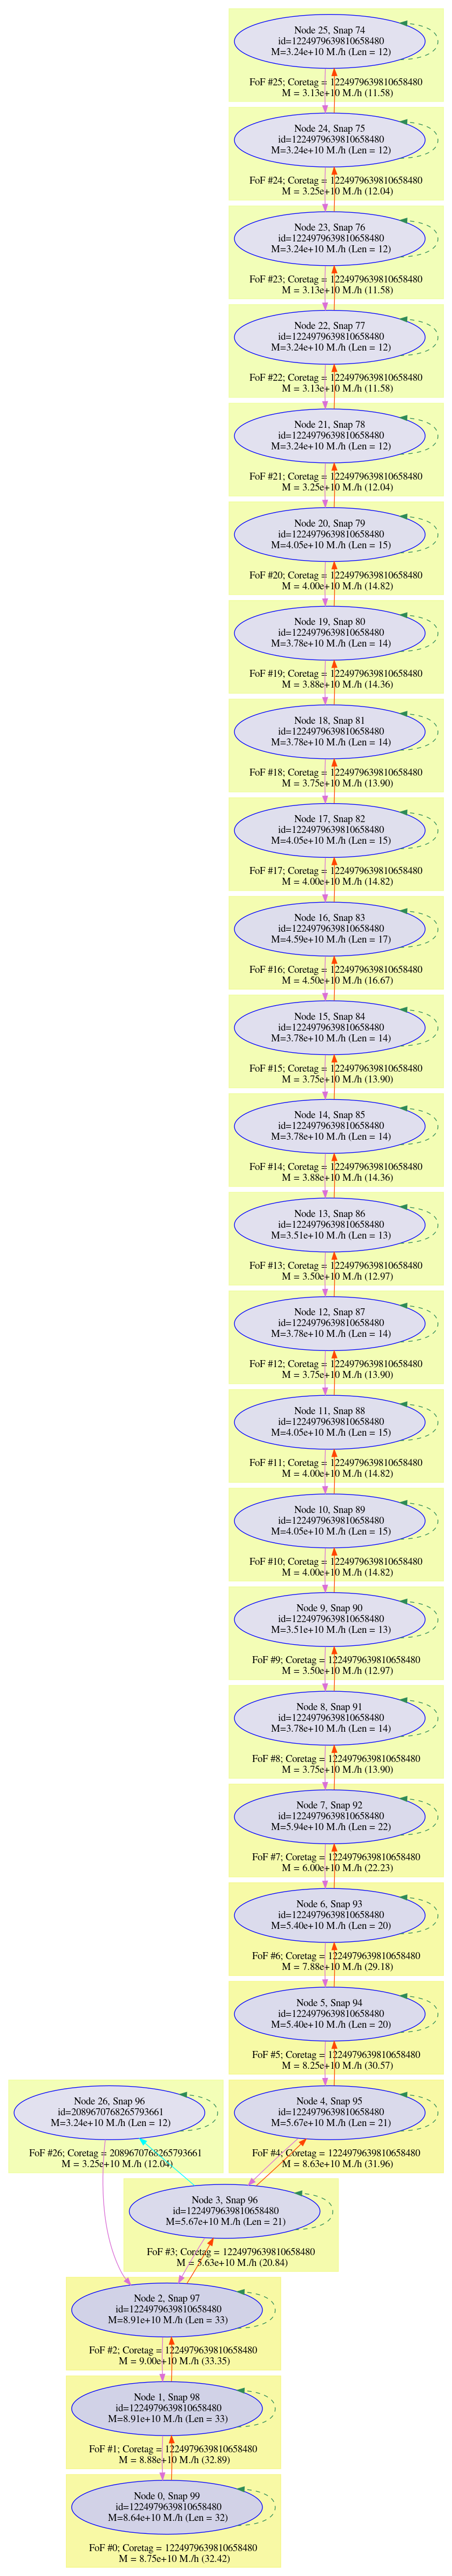 Node 25, Snap 74
id=1224979639810658480
M=3.24e+10 M./h (Len = 12)
FoF #25; Coretag = 1224979639810658480
M = 3.13e+10 M./h (11.58)
Node 24, Snap 75
id=1224979639810658480
M=3.24e+10 M./h (Len = 12)
FoF #24; Coretag = 1224979639810658480
M = 3.25e+10 M./h (12.04)
Node 23, Snap 76
id=1224979639810658480
M=3.24e+10 M./h (Len = 12)
FoF #23; Coretag = 1224979639810658480
M = 3.13e+10 M./h (11.58)
Node 22, Snap 77
id=1224979639810658480
M=3.24e+10 M./h (Len = 12)
FoF #22; Coretag = 1224979639810658480
M = 3.13e+10 M./h (11.58)
Node 21, Snap 78
id=1224979639810658480
M=3.24e+10 M./h (Len = 12)
FoF #21; Coretag = 1224979639810658480
M = 3.25e+10 M./h (12.04)
Node 20, Snap 79
id=1224979639810658480
M=4.05e+10 M./h (Len = 15)
FoF #20; Coretag = 1224979639810658480
M = 4.00e+10 M./h (14.82)
Node 19, Snap 80
id=1224979639810658480
M=3.78e+10 M./h (Len = 14)
FoF #19; Coretag = 1224979639810658480
M = 3.88e+10 M./h (14.36)
Node 18, Snap 81
id=1224979639810658480
M=3.78e+10 M./h (Len = 14)
FoF #18; Coretag = 1224979639810658480
M = 3.75e+10 M./h (13.90)
Node 17, Snap 82
id=1224979639810658480
M=4.05e+10 M./h (Len = 15)
FoF #17; Coretag = 1224979639810658480
M = 4.00e+10 M./h (14.82)
Node 16, Snap 83
id=1224979639810658480
M=4.59e+10 M./h (Len = 17)
FoF #16; Coretag = 1224979639810658480
M = 4.50e+10 M./h (16.67)
Node 15, Snap 84
id=1224979639810658480
M=3.78e+10 M./h (Len = 14)
FoF #15; Coretag = 1224979639810658480
M = 3.75e+10 M./h (13.90)
Node 14, Snap 85
id=1224979639810658480
M=3.78e+10 M./h (Len = 14)
FoF #14; Coretag = 1224979639810658480
M = 3.88e+10 M./h (14.36)
Node 13, Snap 86
id=1224979639810658480
M=3.51e+10 M./h (Len = 13)
FoF #13; Coretag = 1224979639810658480
M = 3.50e+10 M./h (12.97)
Node 12, Snap 87
id=1224979639810658480
M=3.78e+10 M./h (Len = 14)
FoF #12; Coretag = 1224979639810658480
M = 3.75e+10 M./h (13.90)
Node 11, Snap 88
id=1224979639810658480
M=4.05e+10 M./h (Len = 15)
FoF #11; Coretag = 1224979639810658480
M = 4.00e+10 M./h (14.82)
Node 10, Snap 89
id=1224979639810658480
M=4.05e+10 M./h (Len = 15)
FoF #10; Coretag = 1224979639810658480
M = 4.00e+10 M./h (14.82)
Node 9, Snap 90
id=1224979639810658480
M=3.51e+10 M./h (Len = 13)
FoF #9; Coretag = 1224979639810658480
M = 3.50e+10 M./h (12.97)
Node 8, Snap 91
id=1224979639810658480
M=3.78e+10 M./h (Len = 14)
FoF #8; Coretag = 1224979639810658480
M = 3.75e+10 M./h (13.90)
Node 7, Snap 92
id=1224979639810658480
M=5.94e+10 M./h (Len = 22)
FoF #7; Coretag = 1224979639810658480
M = 6.00e+10 M./h (22.23)
Node 6, Snap 93
id=1224979639810658480
M=5.40e+10 M./h (Len = 20)
FoF #6; Coretag = 1224979639810658480
M = 7.88e+10 M./h (29.18)
Node 5, Snap 94
id=1224979639810658480
M=5.40e+10 M./h (Len = 20)
FoF #5; Coretag = 1224979639810658480
M = 8.25e+10 M./h (30.57)
Node 26, Snap 96
id=2089670768265793661
M=3.24e+10 M./h (Len = 12)
FoF #26; Coretag = 2089670768265793661
M = 3.25e+10 M./h (12.04)
Node 4, Snap 95
id=1224979639810658480
M=5.67e+10 M./h (Len = 21)
FoF #4; Coretag = 1224979639810658480
M = 8.63e+10 M./h (31.96)
Node 3, Snap 96
id=1224979639810658480
M=5.67e+10 M./h (Len = 21)
FoF #3; Coretag = 1224979639810658480
M = 5.63e+10 M./h (20.84)
Node 2, Snap 97
id=1224979639810658480
M=8.91e+10 M./h (Len = 33)
FoF #2; Coretag = 1224979639810658480
M = 9.00e+10 M./h (33.35)
Node 1, Snap 98
id=1224979639810658480
M=8.91e+10 M./h (Len = 33)
FoF #1; Coretag = 1224979639810658480
M = 8.88e+10 M./h (32.89)
Node 0, Snap 99
id=1224979639810658480
M=8.64e+10 M./h (Len = 32)
FoF #0; Coretag = 1224979639810658480
M = 8.75e+10 M./h (32.42)